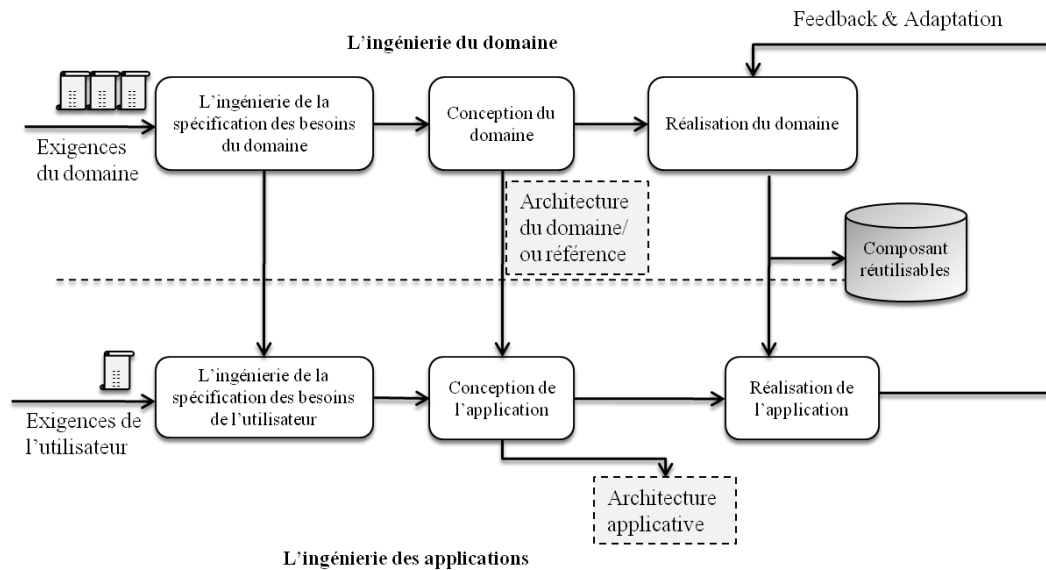 Feedback & Adaptation
L'ingénierie du domaine
L'ingénierie de la
spécification des besoins
du domaine
Conception du
domaine
Réalisation du domaine
Exigences
du domaine
Architecture
du domaine/
ou référence
Composant
réutilisables
L'ingénierie de la
spécification des besoins
de l'utilisateur
Conception de
l'application
Réalisation de
l'application
Exigences de
l'utilisateur
Architecture
applicative
L'ingénierie des applications